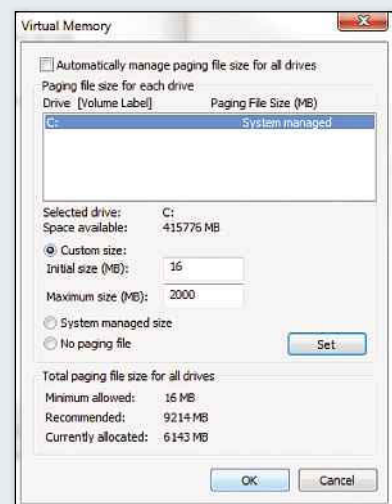 Virtual Memory
Automatically manage paging file size for all drives
Paging file size for each drive
Drive [Volume Label] Paging File Size (MB)
C: System managed
Selected drive: C:
Space available: 415776 MB
Custom size:
Initial size (MB): 16
Maximum size (MB): 2000
System managed size
No paging file Set
Total paging file size for all drives
Minimum allowed: 16 MB
Recommended: 9214 MB
Currently allocated: 6143 MB
OK Cancel